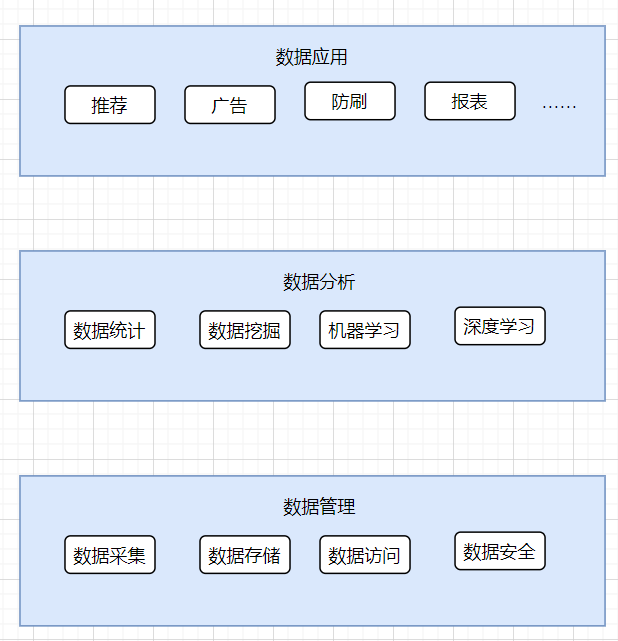 数据应用
推荐 广告 防刷 报表 ......
数据分析
数据统计 数据挖掘 机器学习 深度学习
数据管理
数据采集 数据存储 数据访问 数据安全